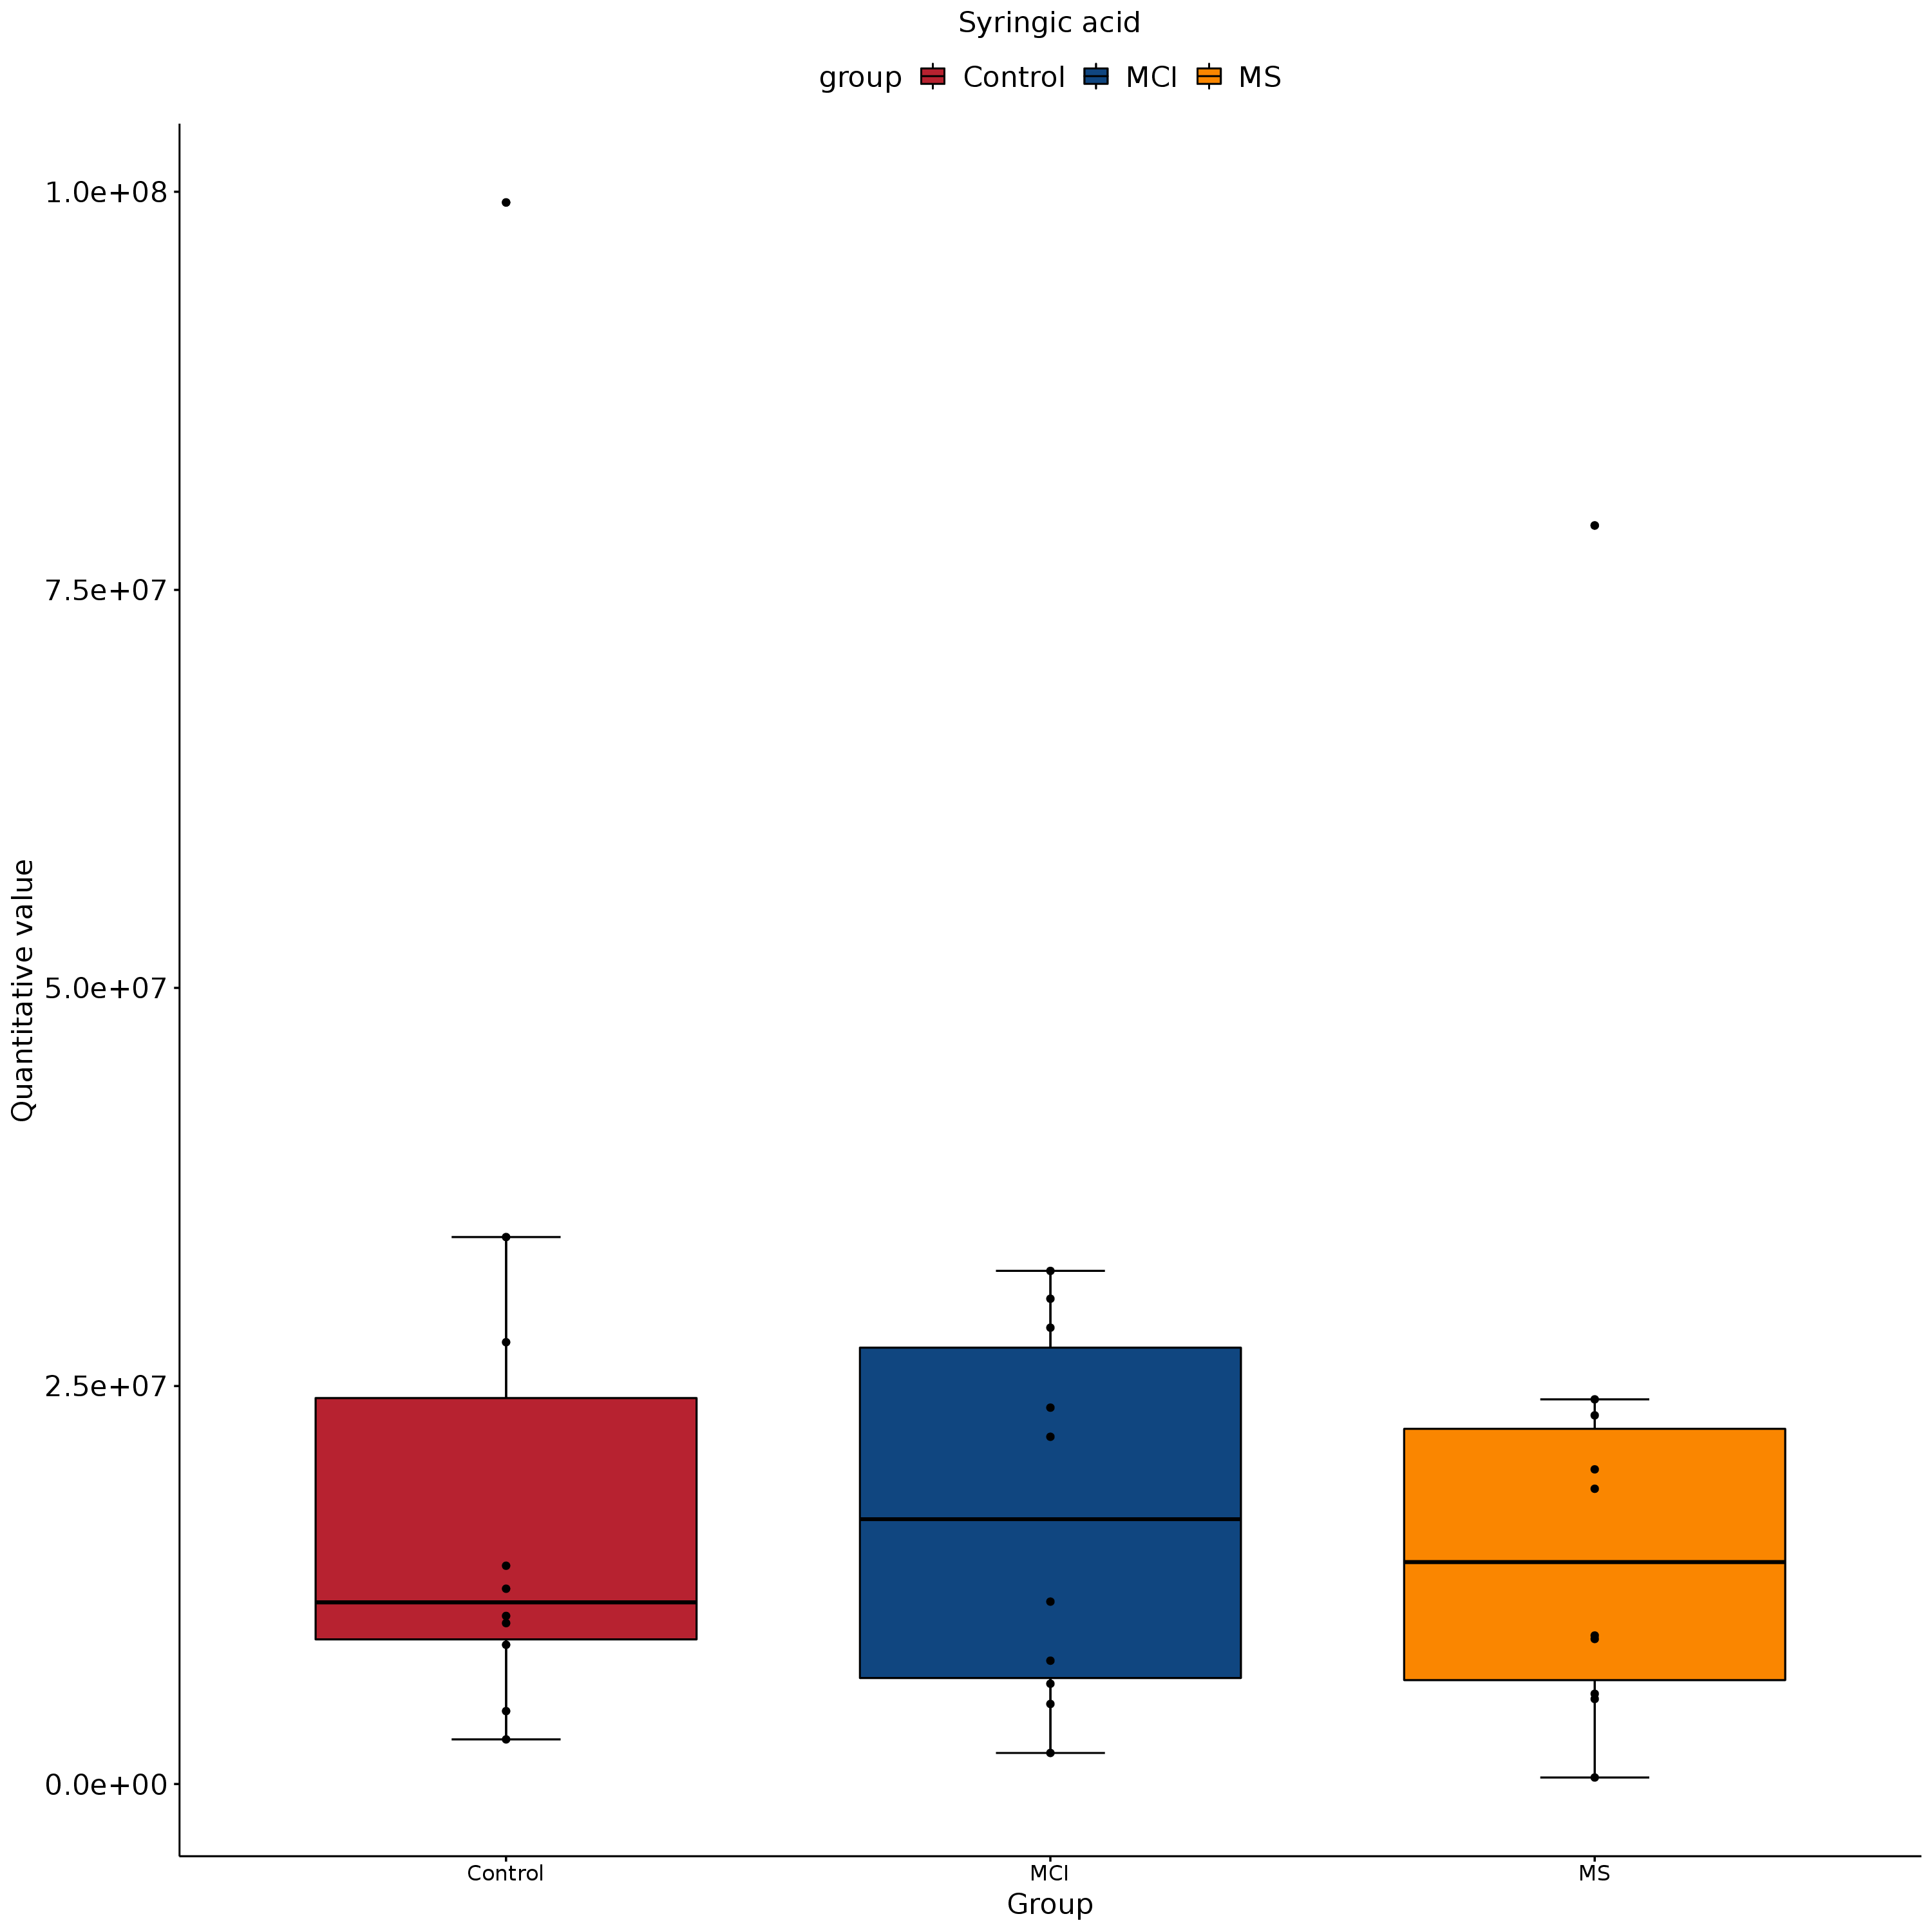 Syringic acid
group Control MCI MS
1.0e+08
7.5e+07
5.0e+07
2.5e+07
0.0e+00
Quantitative value
Control MCI MS
Group